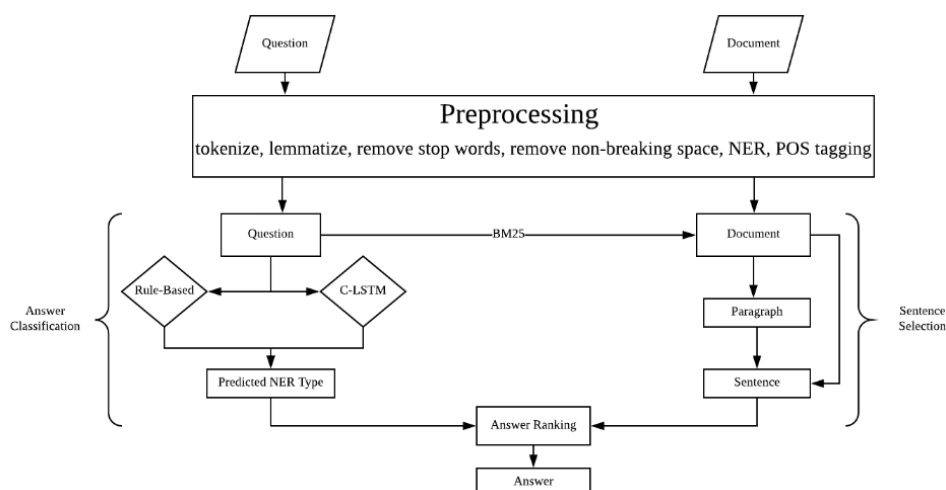 Question
Document
Preprocessing
tokenize, lemmatize, remove stop words, remove non-breaking space, NER, POS tagging
Question
BM25
Document
Rule-Based
C-LSTM
Answer
Classification
Paragraph
Sentence
Selection
Predicted NER Type
Sentence
Answer Ranking
Answer